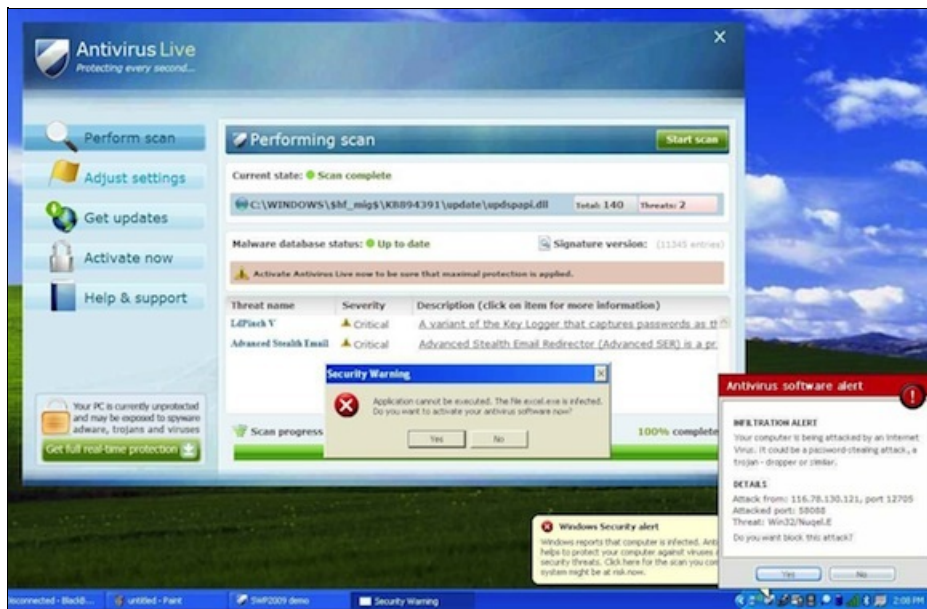 Antivirus Live
Protecting every second...
Perform scan
Adjust settings
Get updates
Activate now
Help & support
Your PC is currently unprotected
and may be exposed to spyware
adware, trojans and viruses
Get full real-time protection
Performing scan
Start scan
Current state: Scan complete
C:\WINDOWS\$hf_mig$\KB894391\update\updspapi.dll Total: 140 Threats: 2
Malware database status: Up to date Signature version: (11345 entries)
Activate Antivirus Live now to be sure that maximal protection is applied.
Threat name Severity Description (click on item for more information)
LdPinch V Critical A variant of the Key Logger that captures passwords as th
Advanced Stealth Email Critical Advanced Stealth Email Redirector (Advanced SER) is a pr
Security Warning
Application cannot be executed. The file excel.exe is infected.
Do you want to activate your antivirus software now?
Yes No
Scan progress 100% complete
Antivirus software alert
INFILTRATION ALERT
Your computer is being attacked by an Internet
Virus. It could be a password-stealing attack, a
trojan - dropper or similar.
DETAILS
Attack from: 116.78.130.121, port 12705
Attacked port: 58088
Threat: Win32/Nuqel.E
Do you want block this attack?
Yes No
Windows Security alert
Windows reports that computer is infected. Anti
helps to protect your computer against viruses a
security threats. Click here for the scan you com
system might be at risk now.
untitled - Paint
SWP2009 demo
Security Warning
2:08 PM